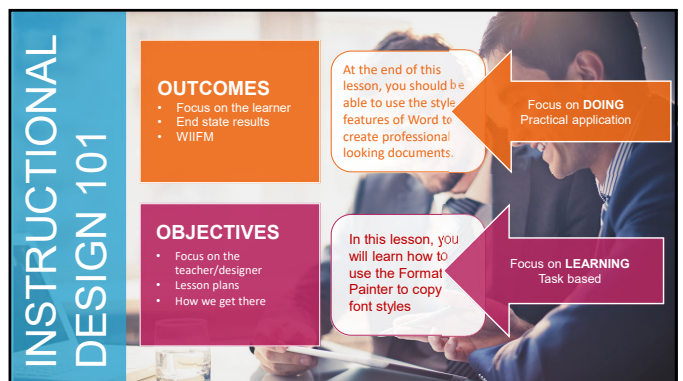 INSTRUCTIONAL
DESIGN 101
OUTCOMES
• Focus on the learner
• End state results
• WIIFM
At the end of this
lesson, you should be
able to use the style
features of Word to
create professional
looking documents.
Focus on DOING
Practical application
OBJECTIVES
• Focus on the
teacher/designer
• Lesson plans
• How we get there
In this lesson, you
will learn how to
use the Format
Painter to copy
font styles
Focus on LEARNING
Task based